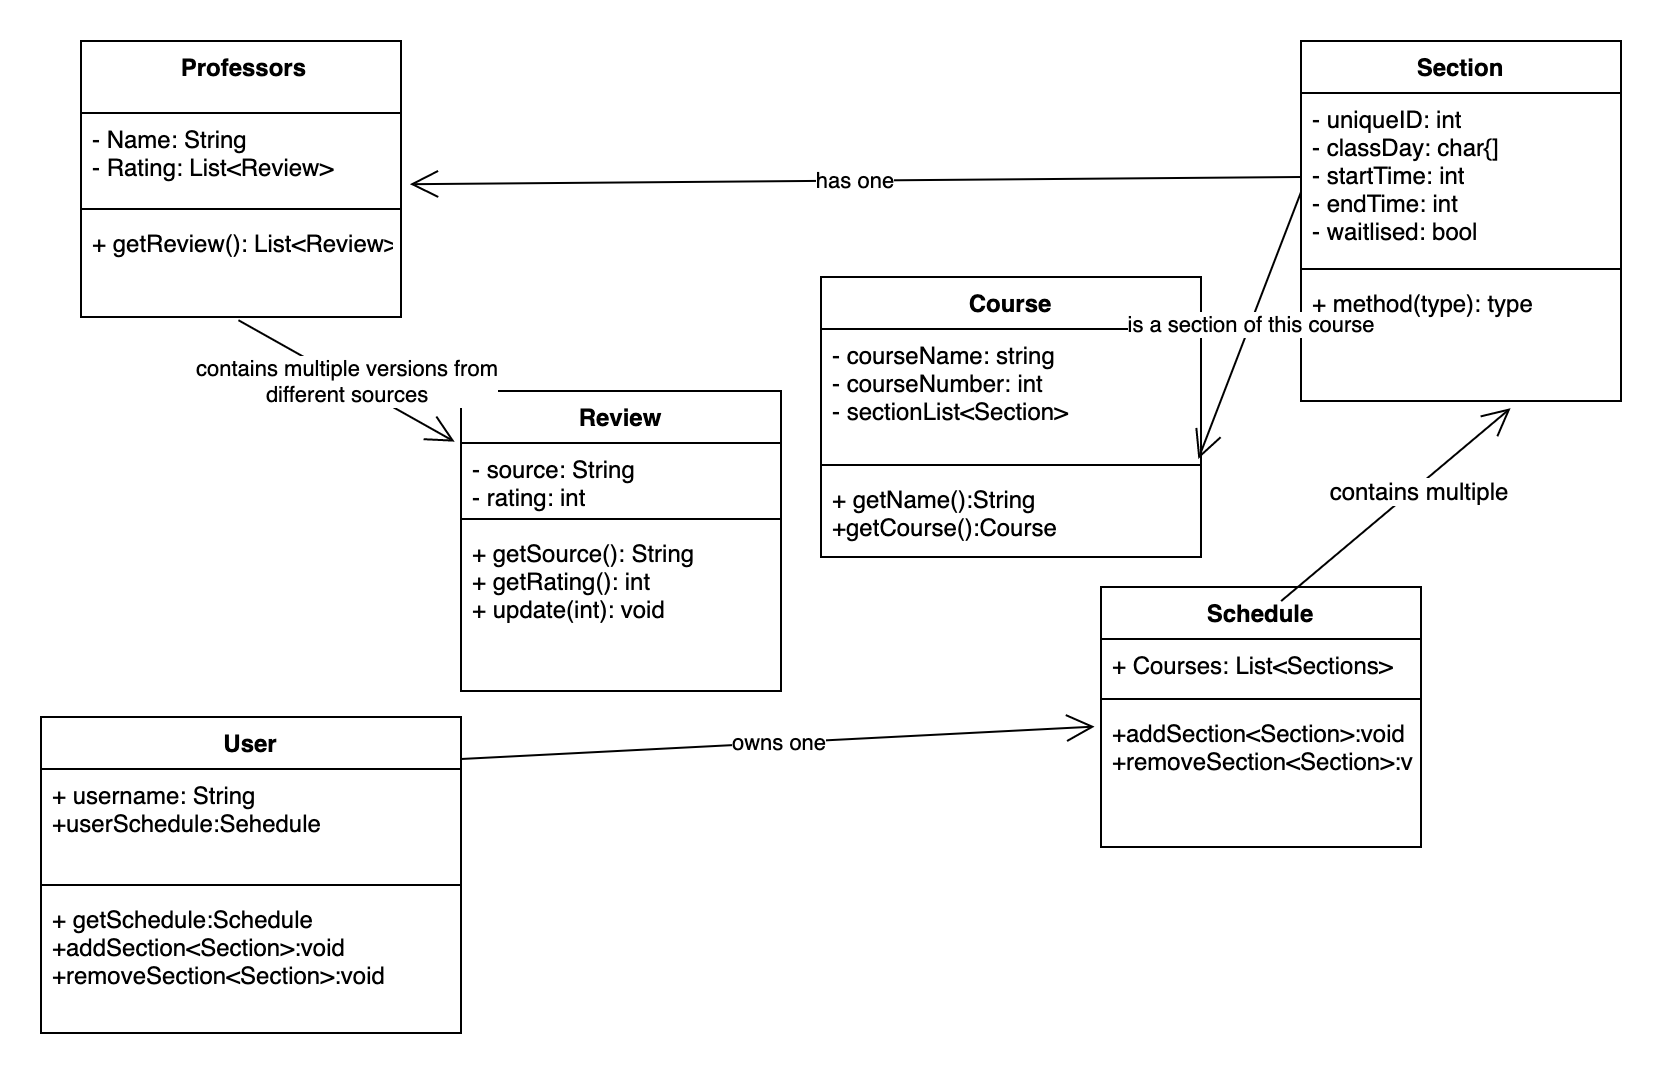 Professors
- Name: String
- Rating: List<Review>
+ getReview(): List<Review>
has one
Section
- uniqueID: int
- classDay: char{]
- startTime: int
- endTime: int
- waitlised: bool
+ method(type): type
Course
- courseName: string
- courseNumber: int
- sectionList<Section>
+ getName():String
+getCourse():Course
is a section of this course
contains multiple versions from
different sources
Review
- source: String
- rating: int
+ getSource(): String
+ getRating(): int
+ update(int): void
contains multiple
Schedule
+ Courses: List<Sections>
+addSection<Section>:void
+removeSection<Section>:v
owns one
User
+ username: String
+userSchedule:Sehedule
+ getSchedule:Schedule
+addSection<Section>:void
+removeSection<Section>:void